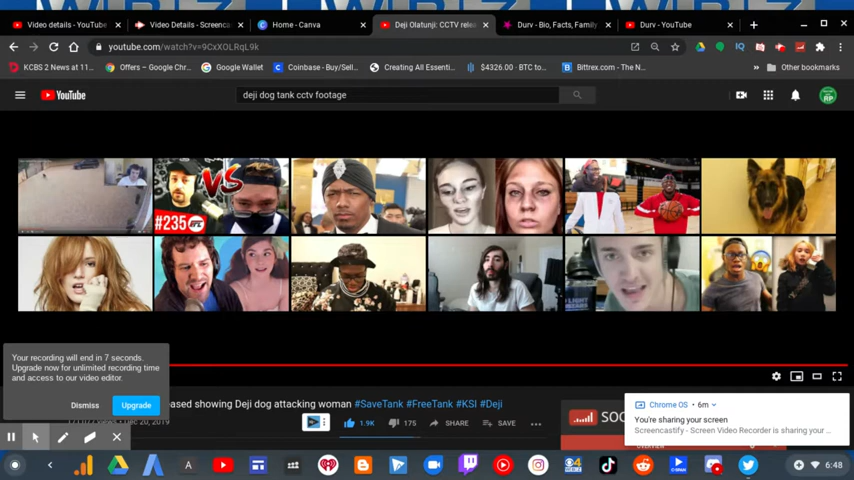 Video details - YouTube
Video Details - Screenca
Home - Canva
Deji Olatunji: CCTV relea
Durv - Bio, Facts, Family
Durv - YouTube
youtube.com/watch?v=9CxXOLRqL9k
KCBS 2 News at 11...
Offers – Google Chr...
Google Wallet
Coinbase - Buy/Sell...
Creating All Essenti...
$4326.00 · BTC to...
Bittrex.com - The N...
»
Other bookmarks
YouTube
deji dog tank cctv footage
RP
VS
#235
Your recording will end in 7 seconds.
Upgrade now for unlimited recording time
and access to our video editor.
Dismiss
Upgrade
ased showing Deji dog attacking woman #SaveTank #FreeTank #KSI #Deji
Dec 20, 2019
1.9K
175
SHARE
SAVE
SOC
Chrome OS • 6m
You're sharing your screen
Screencastify - Screen Video Recorder is sharing your ...
6:48